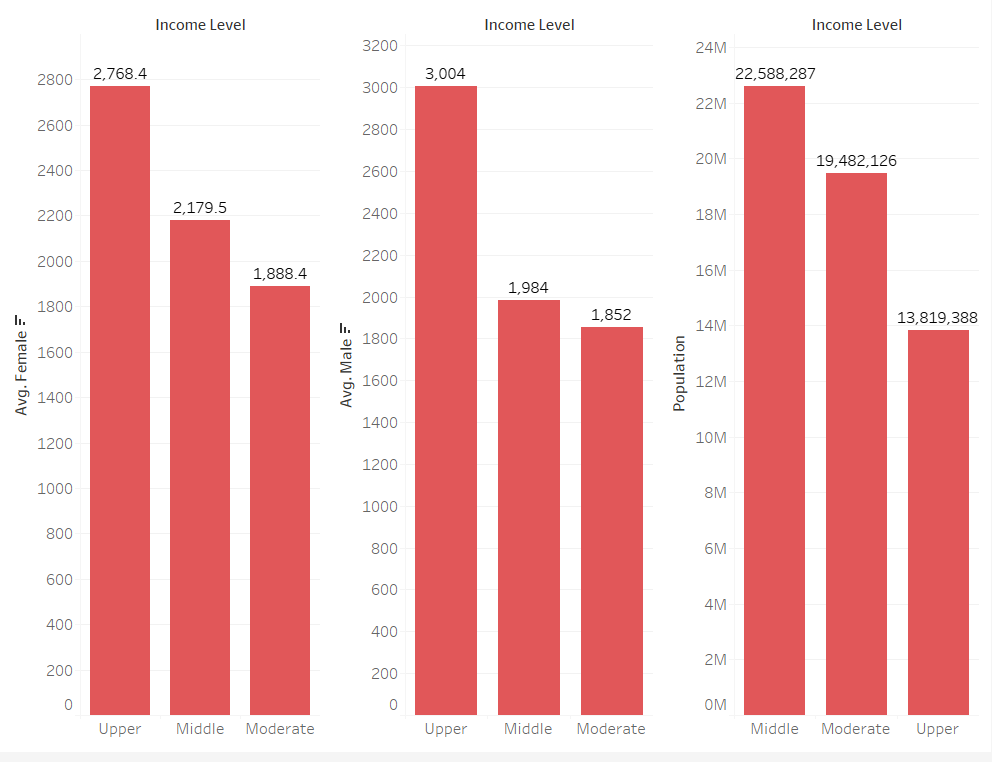 Income Level
2800
2600
2400
2200
2000
1800
1600
1400
1200
1000
800
600
400
200
0
Avg. Female
2,768.4
2,179.5
1,888.4
Upper Middle Moderate
Income Level
3200
3000
2800
2600
2400
2200
2000
1800
1600
1400
1200
1000
800
600
400
200
0
Avg. Male
3,004
1,984
1,852
Upper Middle Moderate
Income Level
24M
22M
20M
18M
16M
14M
12M
10M
8M
6M
4M
2M
0M
Population
22,588,287
19,482,126
13,819,388
Middle Moderate Upper